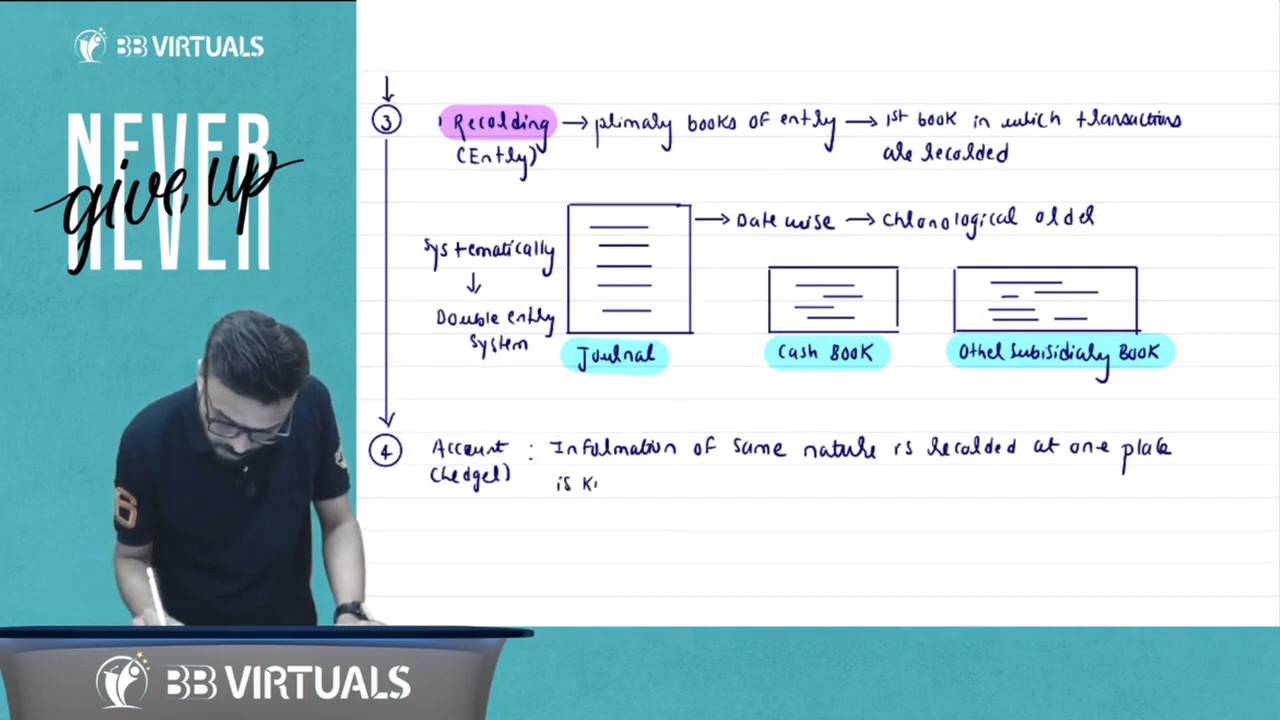 BB VIRTUALS
NEVER
give up
NEVER
3 Recording → primary books of entry → 1st book in which transactions
(Entry) are recorded
→ Date wise → chronological order
Systematically
↓
Double entry
system
Journal
Cash BOOK
Other Subisidiary BOOK
4 Account : Information of same nature is recorded at one place
(Ledger) is K
6
BB VIRTUALS